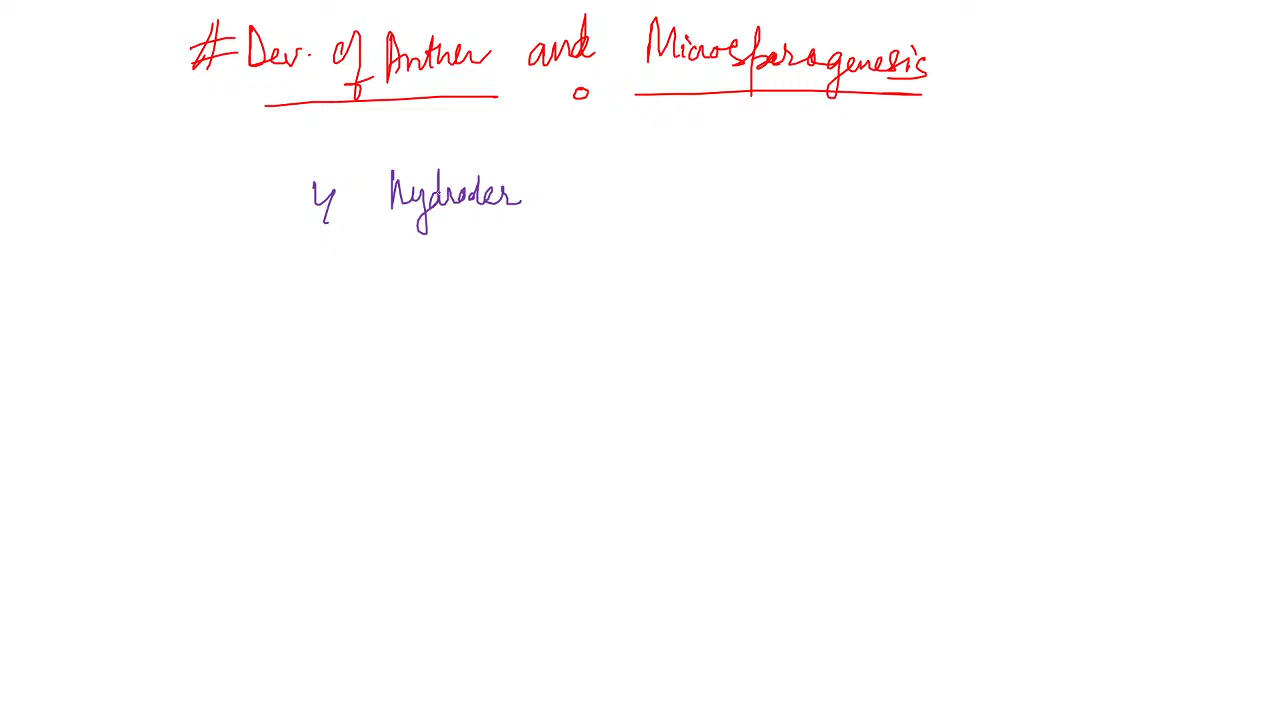 # Dev. of Anther and Microsporogenesis
hydroder